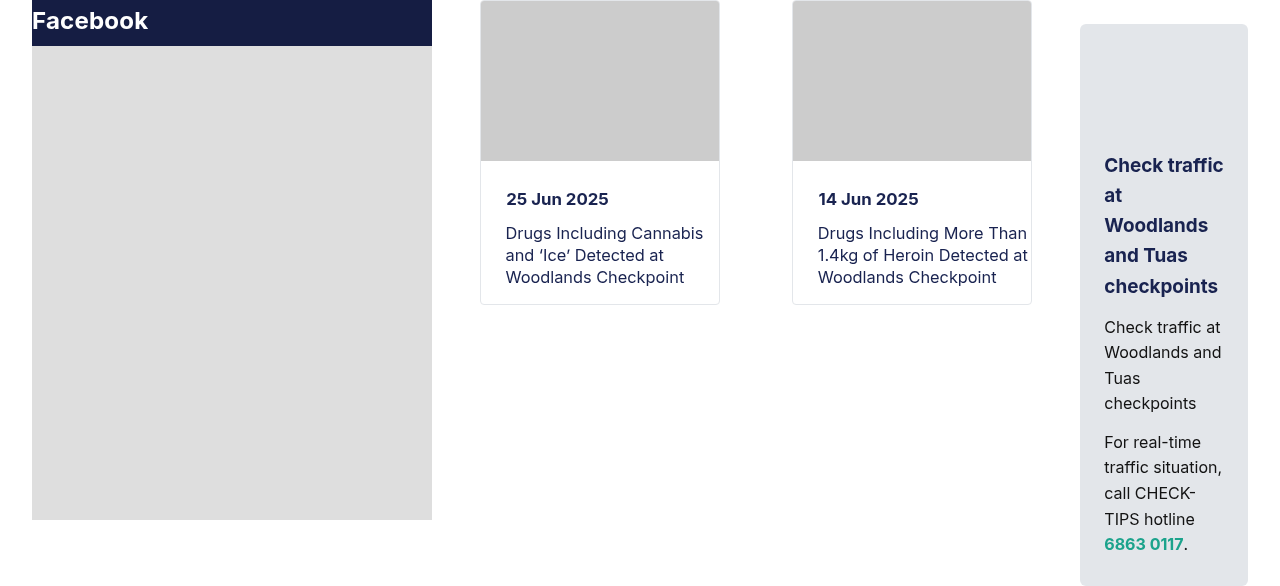 Facebook
25 Jun 2025
Drugs Including Cannabis
and ‘Ice’ Detected at
Woodlands Checkpoint
14 Jun 2025
Drugs Including More Than
1.4kg of Heroin Detected at
Woodlands Checkpoint
Check traffic
at
Woodlands
and Tuas
checkpoints
Check traffic at
Woodlands and
Tuas
checkpoints
For real-time
traffic situation,
call CHECK-
TIPS hotline
6863 0117.